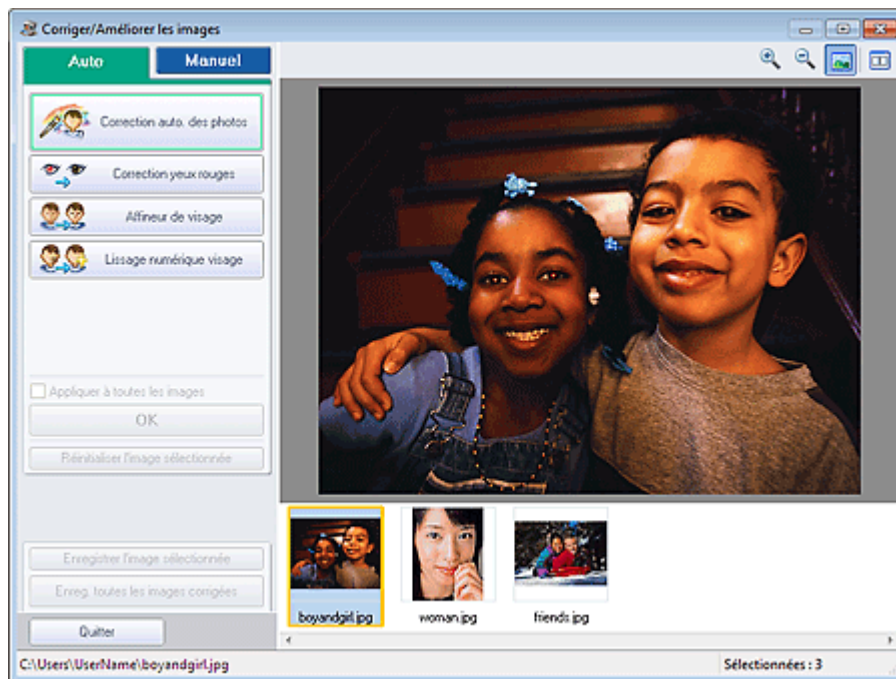 Corriger/Améliorer les images
Auto
Manuel
Correction auto. des photos
Correction yeux rouges
Affineur de visage
Lissage numérique visage
Appliquer à toutes les images
OK
Réinitialiser l'image sélectionnée
Enregistrer l'image sélectionnée
Enreg. toutes les images corrigées
Quitter
boyandgirl.jpg
woman.jpg
friends.jpg
C:\Users\UserName\boyandgirl.jpg
Sélectionnées : 3